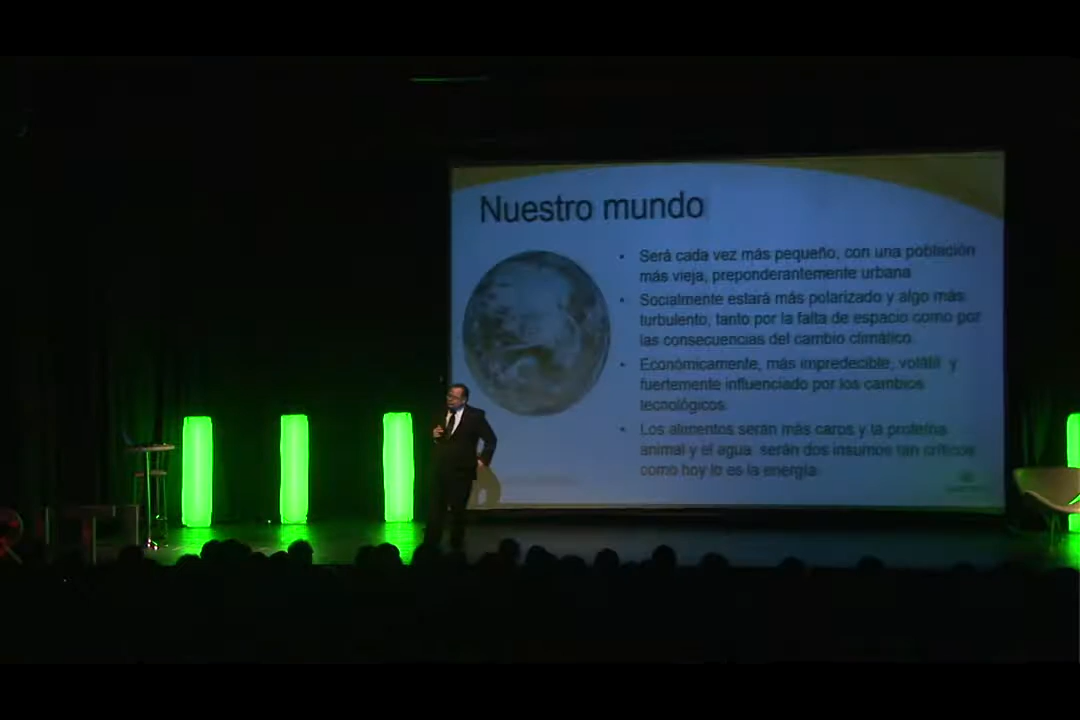 Nuestro mundo
• Será cada vez más pequeño, con una población
más vieja, preponderantemente urbana
• Socialmente estará más polarizado y algo más
turbulento, tanto por la falta de espacio como por
las consecuencias del cambio climático.
• Económicamente, más impredecible, volátil y
fuertemente influenciado por los cambios
tecnológicos.
• Los alimentos serán más caros y la proteína
animal y el agua serán dos insumos tan críticos
como hoy lo es la energía.